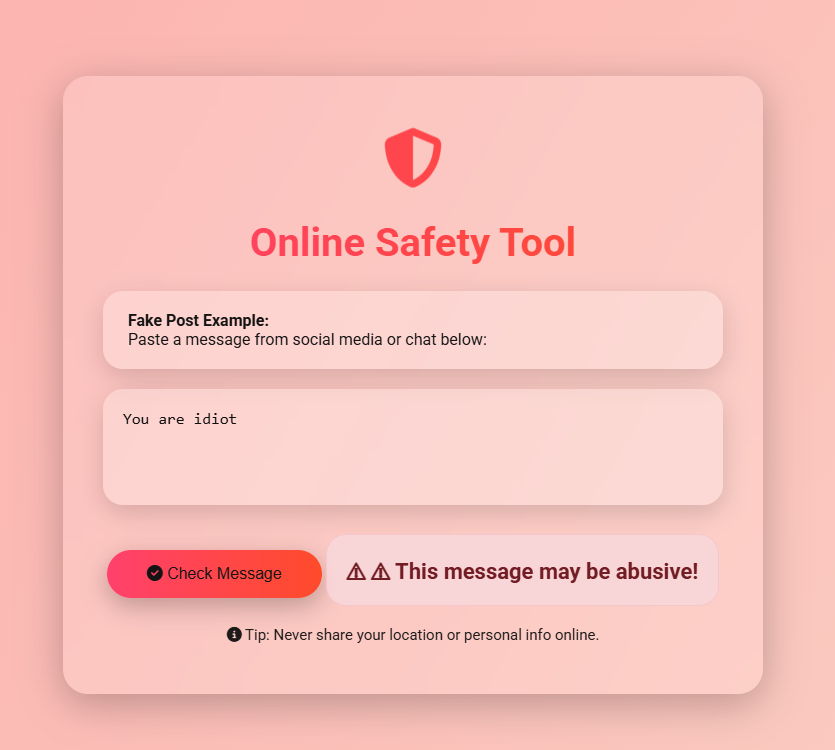 Online Safety Tool
Fake Post Example:
Paste a message from social media or chat below:
You are idiot
Check Message
⚠⚠ This message may be abusive!
Tip: Never share your location or personal info online.